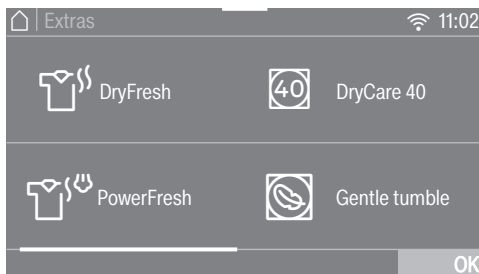 Extras 11:02
DryFresh
40 DryCare 40
PowerFresh
Gentle tumble
OK